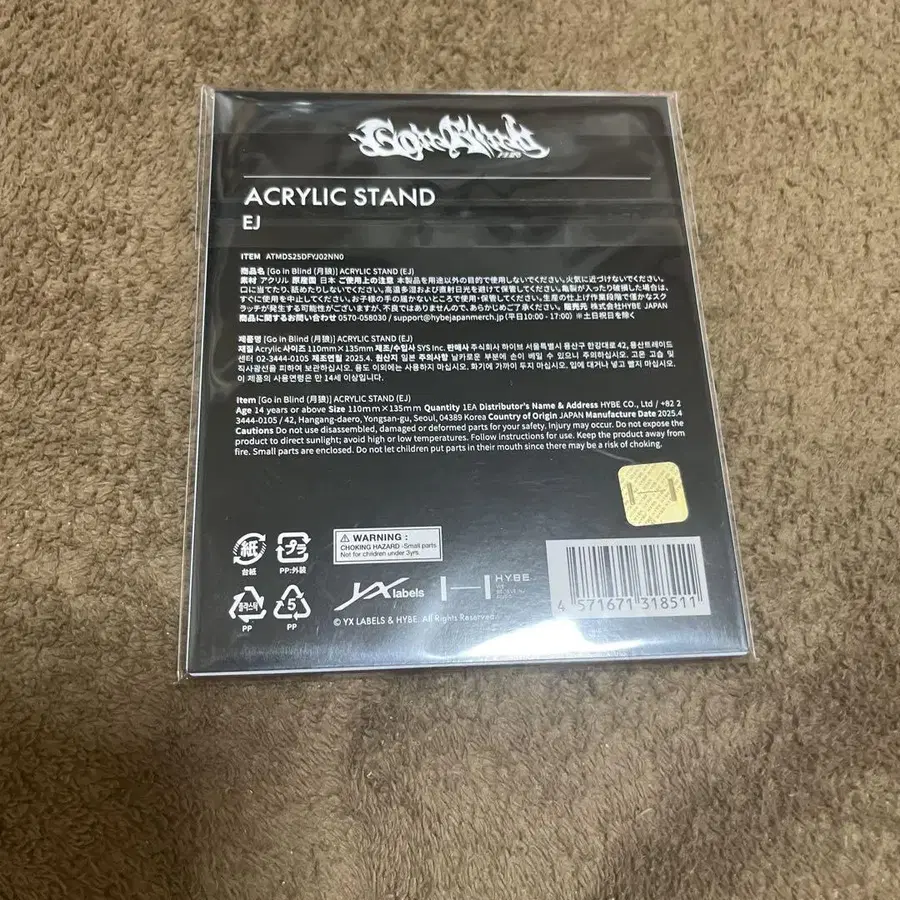 Go in Blind
月狼
ACRYLIC STAND
EJ
ITEM ATMDS25DFYJ02NN0
商品名 [Go in Blind (月狼)] ACRYLIC STAND (EJ)
素材 アクリル 原産国 日本 ご使用上の注意 本製品を用途以外の目的で使用しないでください。火気に近づけないでください。
口に当てたり、舐めたりしないでください。高温多湿および直射日光を避けて保管してください。亀裂が入ったり破損した場合は、
すぐに使用を中止してください。お子様の手の届かないところで使用・保管してください。生産の仕上げ作業段階で僅かなスク
ラッチが発生する可能性がございますが、不良ではありませんので、あらかじめご了承ください。販売元 株式会社HYBE JAPAN
商品に関するお問い合わせ 0570-058030 / support@hybejapanmerch.jp (平日10:00 - 17:00) ※土日祝日を除く
제품명 [Go in Blind (月狼)] ACRYLIC STAND (EJ)
재질 Acrylic 사이즈 110mm×135mm 제조/수입사 SYS Inc. 판매사 주식회사 하이브 서울특별시 용산구 한강대로 42, 용산트레이드
센터 02-3444-0105 제조연월 2025.4. 원산지 일본 주의사항 날카로운 부분에 손이 베일 수 있으니 주의하십시오. 고온 고습 및
직사광선을 피하여 보관하십시오. 용도 이외에는 사용하지 마십시오. 화기에 가까이 두지 마십시오. 입에 대거나 넣고 빨지 마십시오.
이 제품의 사용연령은 만 14세 이상입니다.
Item [Go in Blind (月狼)] ACRYLIC STAND (EJ)
Age 14 years or above Size 110mm×135mm Quantity 1EA Distributor's Name & Address HYBE CO., Ltd / +82 2
3444-0105 / 42, Hangang-daero, Yongsan-gu, Seoul, 04389 Korea Country of Origin JAPAN Manufacture Date 2025.4
Cautions Do not use disassembled, damaged or deformed parts for your safety. Injury may occur. Do not expose the
product to direct sunlight; avoid high or low temperatures. Follow instructions for use. Keep the product away from
fire. Small parts are enclosed. Do not let children put parts in their mouth since there may be a risk of choking.
紙
台紙
プラ
PP:外装
⚠ WARNING :
CHOKING HAZARD -Small parts.
Not for children under 3yrs.
플라스틱
PP
5
PP
YX labels
HYBE
© YX LABELS & HYBE. All Rights Reserved.
4 571671 318511